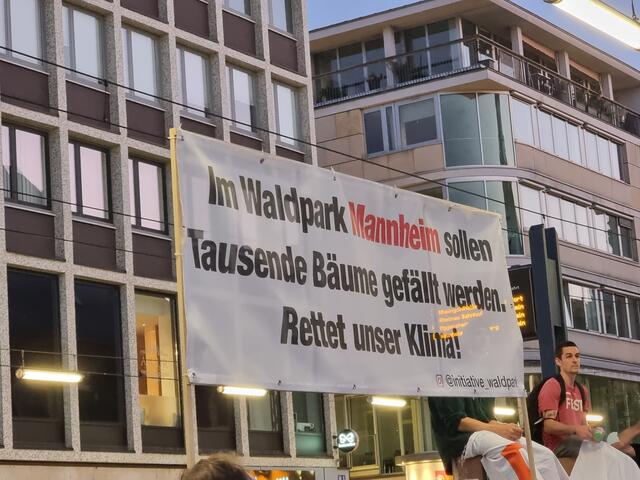 Im Waldpark Mannheim sollen
Tausende Bäume gefällt werden.
Rettet unser Klima!
@initiative_waldpark